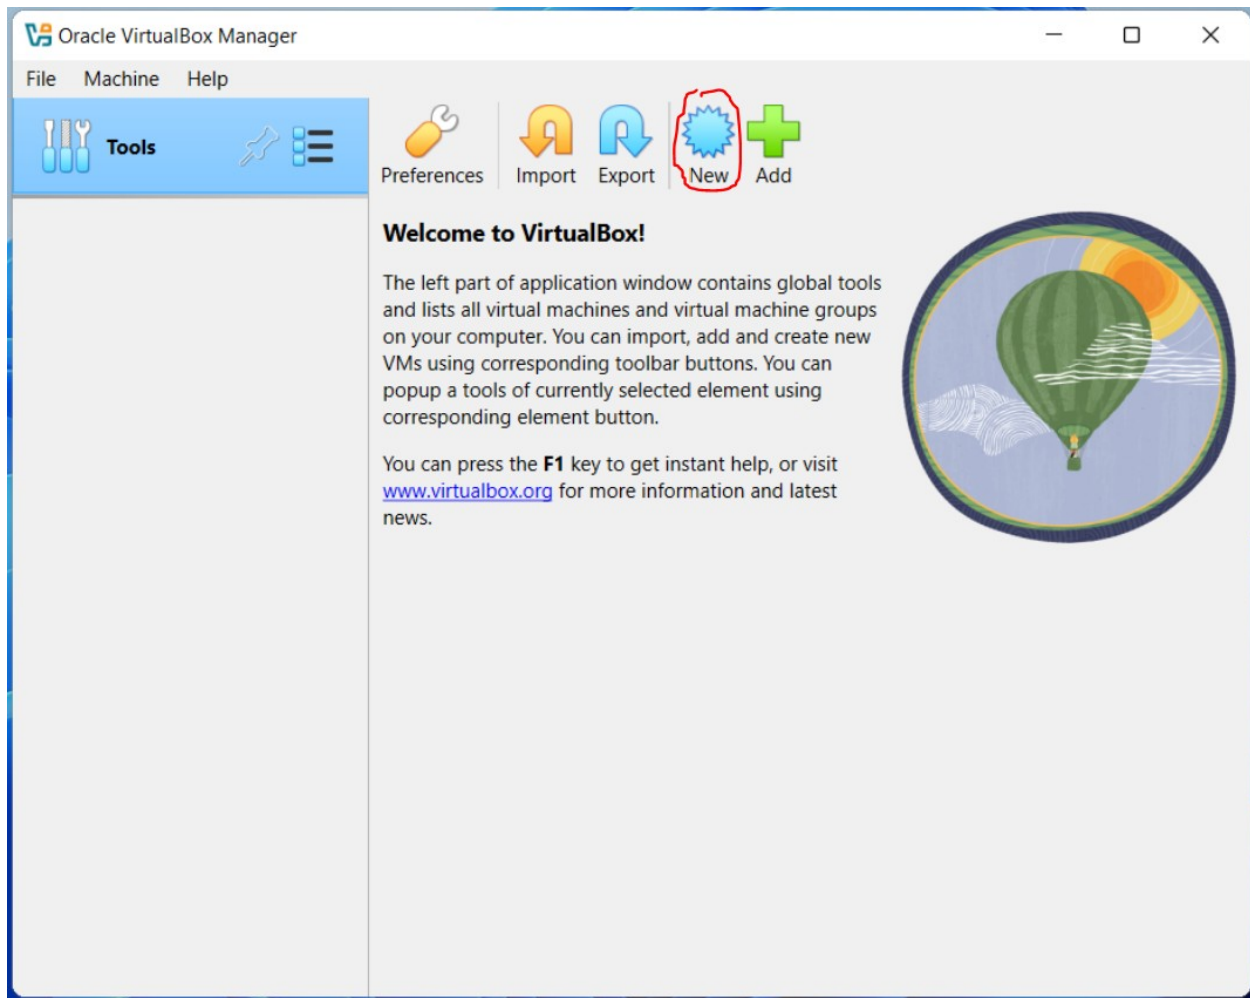 Oracle VirtualBox Manager
File Machine Help
Tools
Preferences Import Export New Add
Welcome to VirtualBox!
The left part of application window contains global tools
and lists all virtual machines and virtual machine groups
on your computer. You can import, add and create new
VMs using corresponding toolbar buttons. You can
popup a tools of currently selected element using
corresponding element button.
You can press the F1 key to get instant help, or visit
www.virtualbox.org for more information and latest
news.